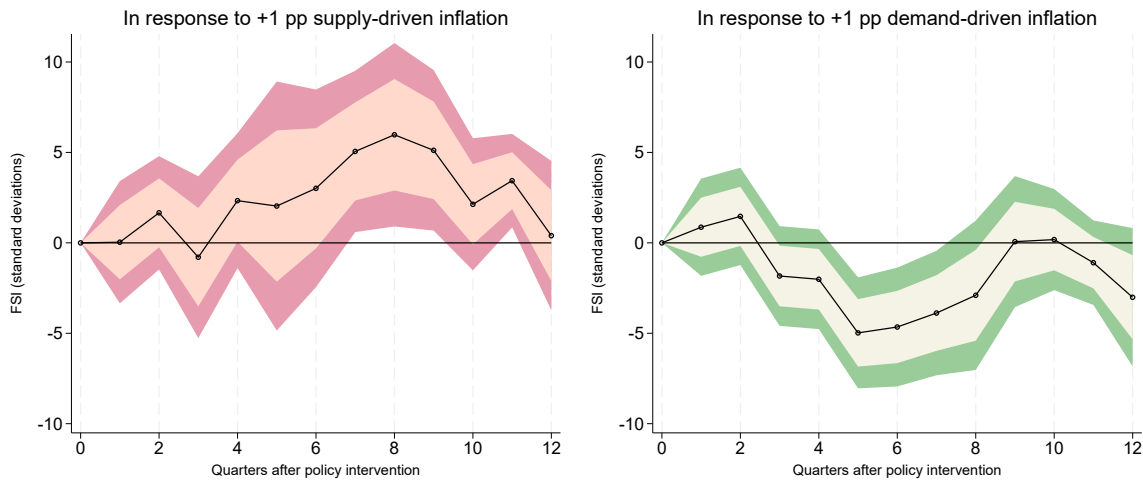 In response to +1 pp supply-driven inflation
10
5
0
-5
-10
FSI (standard deviations)
0 2 4 6 8 10 12
Quarters after policy intervention
In response to +1 pp demand-driven inflation
10
5
0
-5
-10
FSI (standard deviations)
0 2 4 6 8 10 12
Quarters after policy intervention